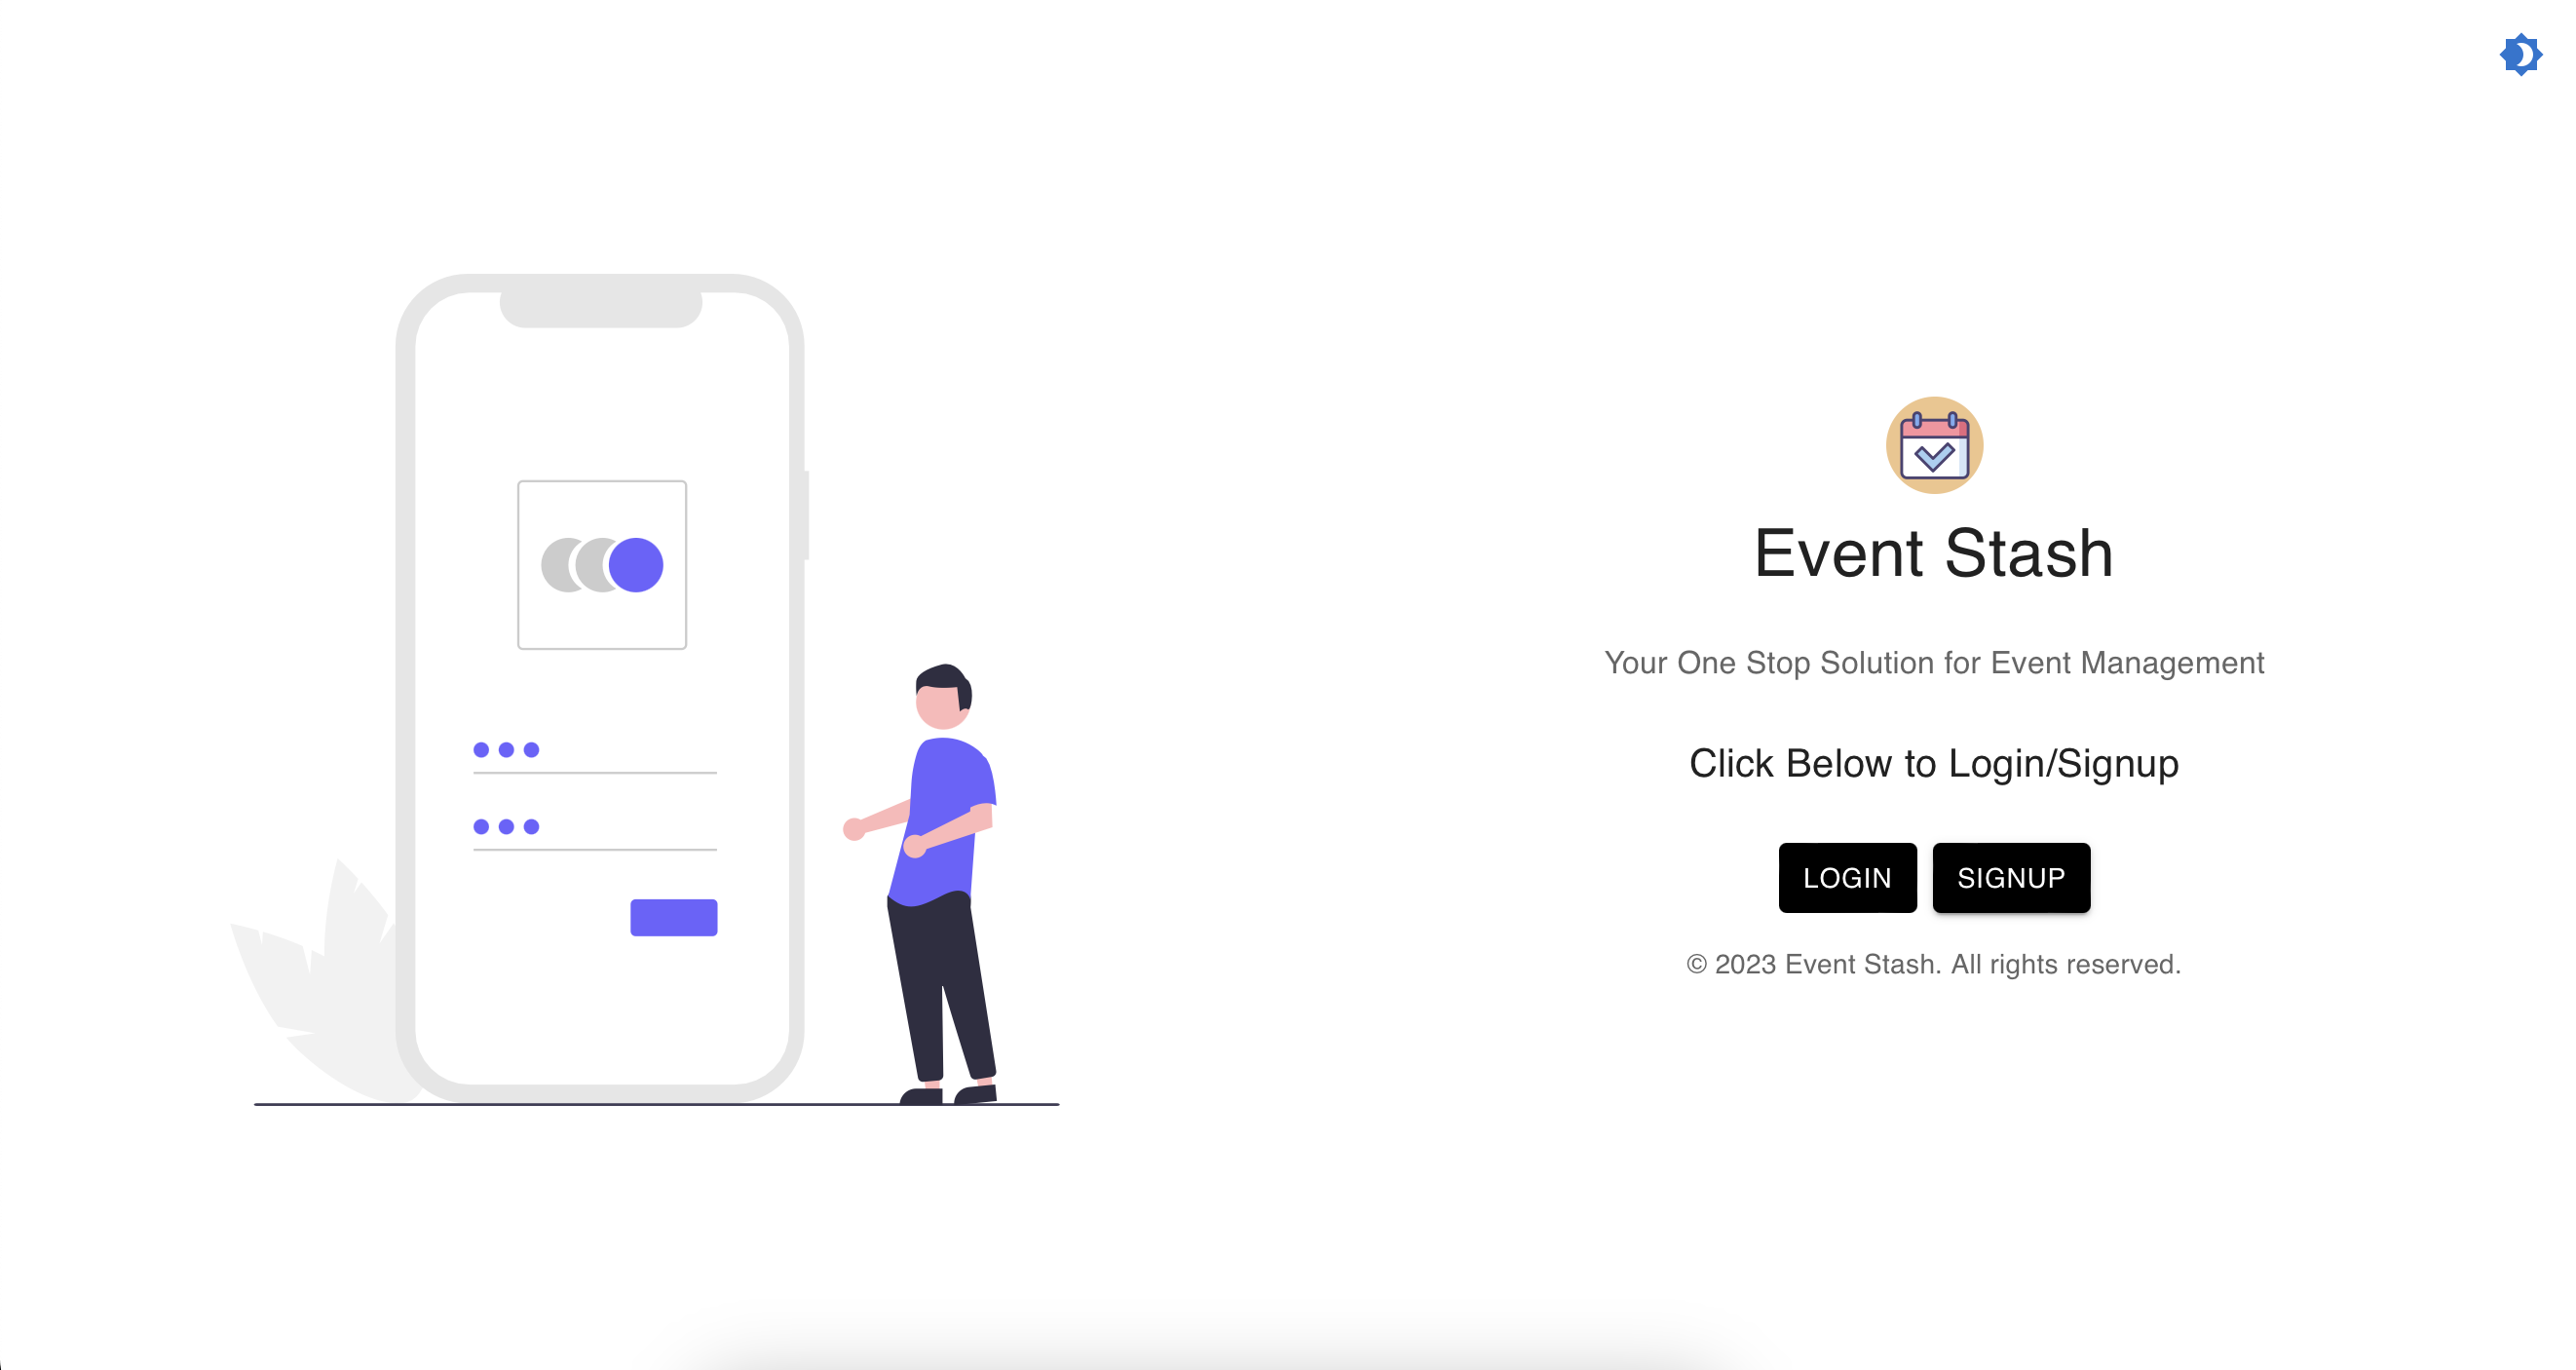 Event Stash
Your One Stop Solution for Event Management
Click Below to Login/Signup
LOGIN SIGNUP
© 2023 Event Stash. All rights reserved.